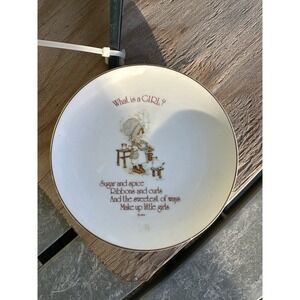 What is a GIRL?
Sugar and spice
Ribbons and curls
And the sweetest of ways
Make up little girls